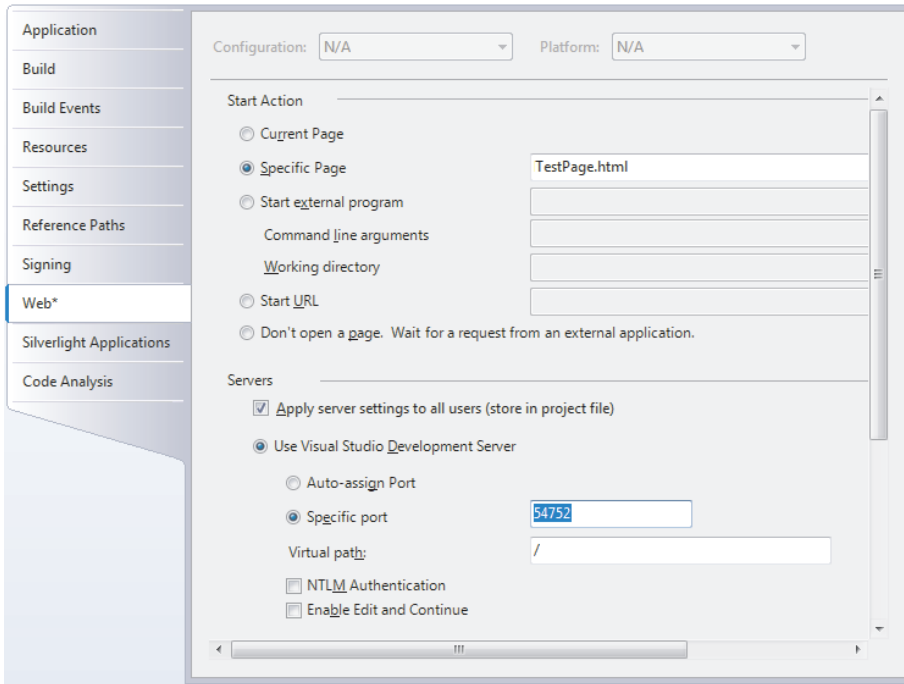 Application
Build
Build Events
Resources
Settings
Reference Paths
Signing
Web*
Silverlight Applications
Code Analysis
Configuration: N/A Platform: N/A
Start Action
Current Page
Specific Page TestPage.html
Start external program
Command line arguments
Working directory
Start URL
Don't open a page. Wait for a request from an external application.
Servers
Apply server settings to all users (store in project file)
Use Visual Studio Development Server
Auto-assign Port
Specific port 54752
Virtual path: /
NTLM Authentication
Enable Edit and Continue